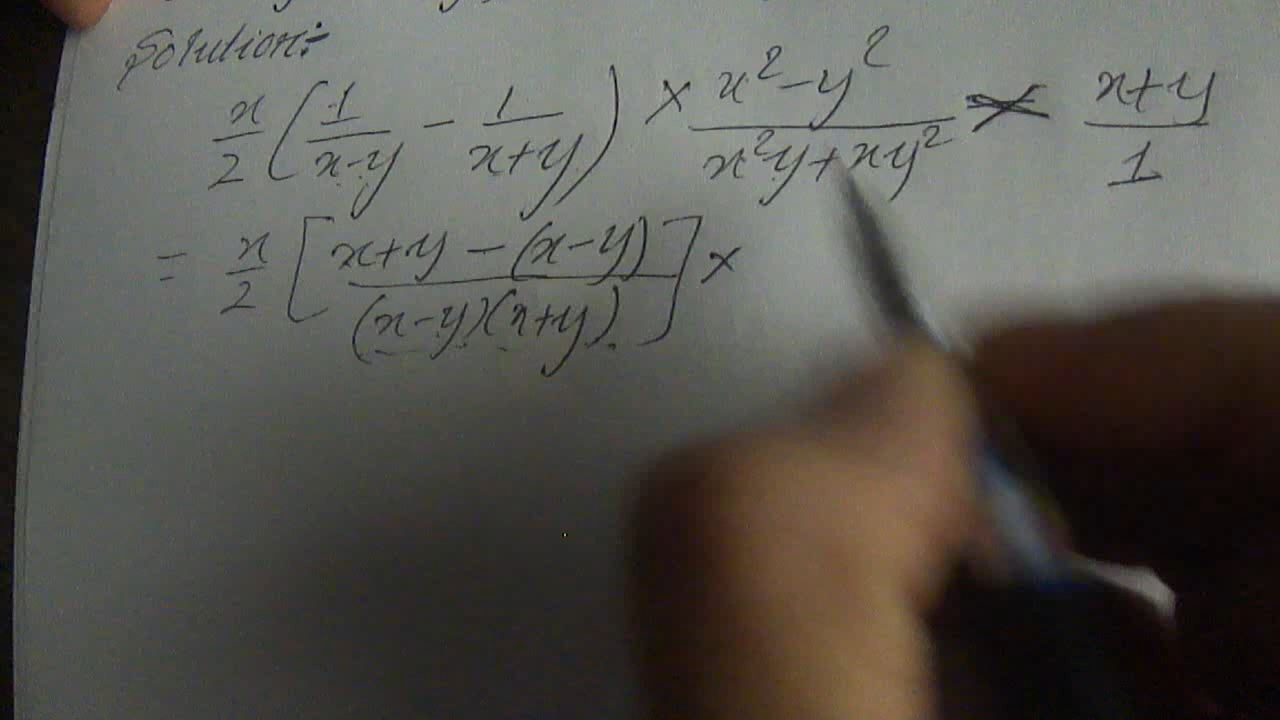 Solution:-
x/2 (1/(x-y) - 1/(x+y)) × (x²-y²)/(x²y+xy²) × (x+y)/1
= x/2 [(x+y-(x-y))/((x-y)(x+y))] ×